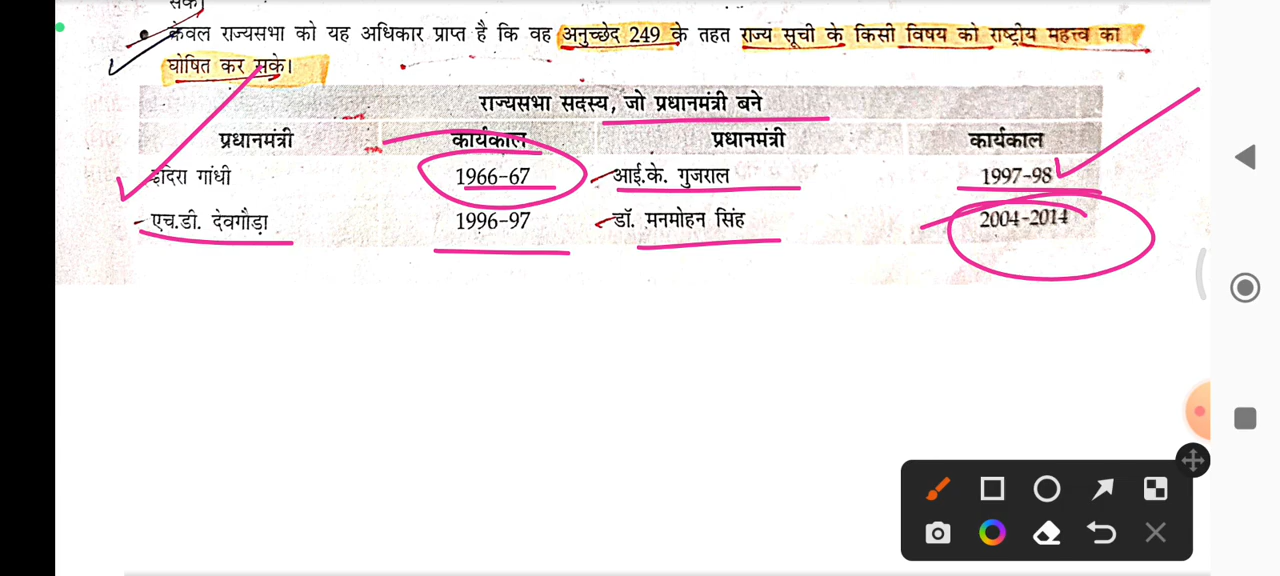 सके।
केवल राज्यसभा को यह अधिकार प्राप्त है कि वह अनुच्छेद 249 के तहत राज्य सूची के किसी विषय को राष्ट्रीय महत्त्व का
घोषित कर सके।
राज्यसभा सदस्य, जो प्रधानमंत्री बने
प्रधानमंत्री कार्यकाल प्रधानमंत्री कार्यकाल
इंदिरा गांधी 1966-67 आई.के. गुजराल 1997-98
एच.डी. देवगौड़ा 1996-97 डॉ. मनमोहन सिंह 2004-2014